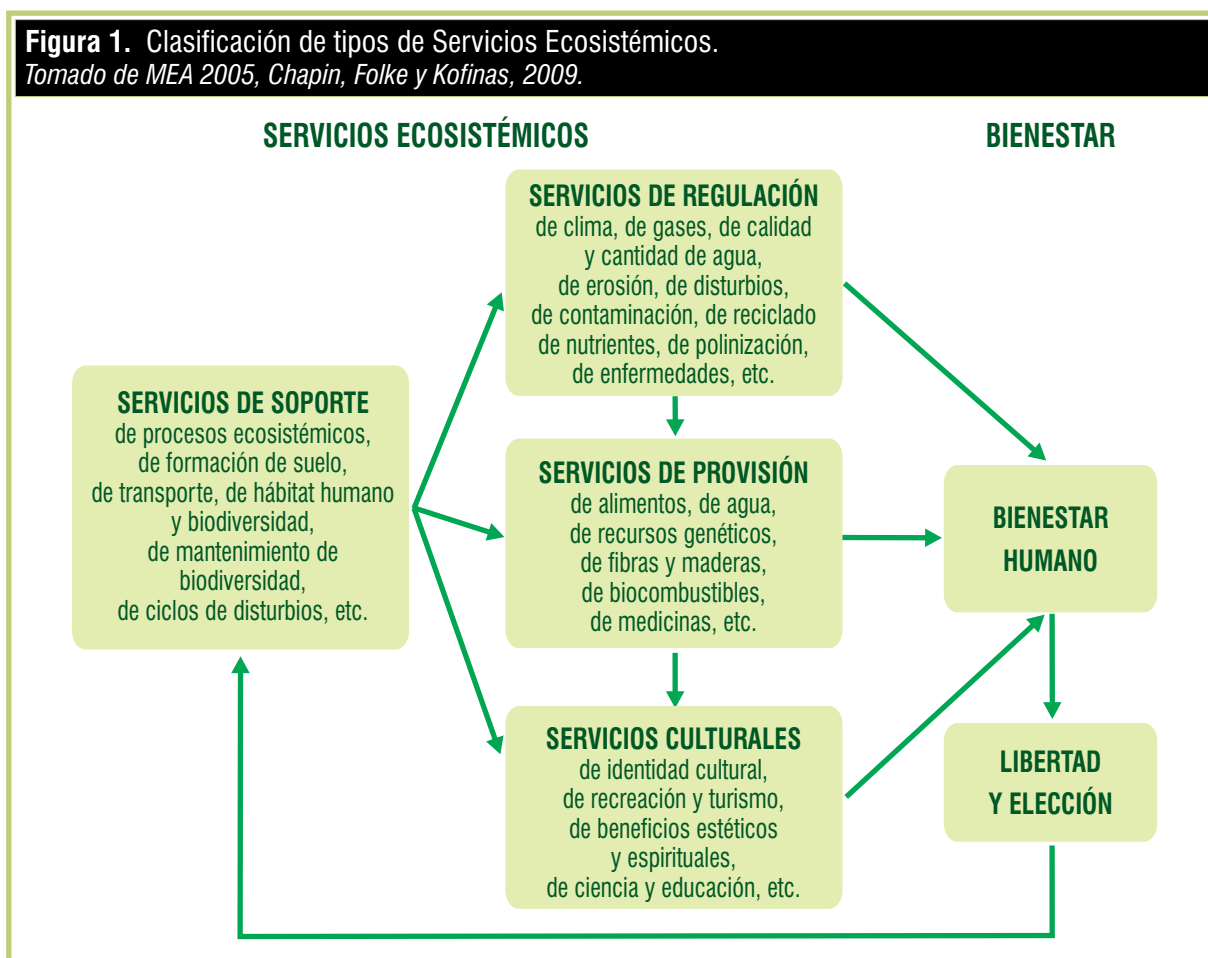 Figura 1. Clasificación de tipos de Servicios Ecosistémicos.
Tomado de MEA 2005, Chapin, Folke y Kofinas, 2009.
SERVICIOS ECOSISTÉMICOS
BIENESTAR
SERVICIOS DE REGULACIÓN
de clima, de gases, de calidad
y cantidad de agua,
de erosión, de disturbios,
de contaminación, de reciclado
de nutrientes, de polinización,
de enfermedades, etc.
SERVICIOS DE SOPORTE
de procesos ecosistémicos,
de formación de suelo,
de transporte, de hábitat humano
y biodiversidad,
de mantenimiento de
biodiversidad,
de ciclos de disturbios, etc.
SERVICIOS DE PROVISIÓN
de alimentos, de agua,
de recursos genéticos,
de fibras y maderas,
de biocombustibles,
de medicinas, etc.
BIENESTAR
HUMANO
SERVICIOS CULTURALES
de identidad cultural,
de recreación y turismo,
de beneficios estéticos
y espirituales,
de ciencia y educación, etc.
LIBERTAD
Y ELECCIÓN